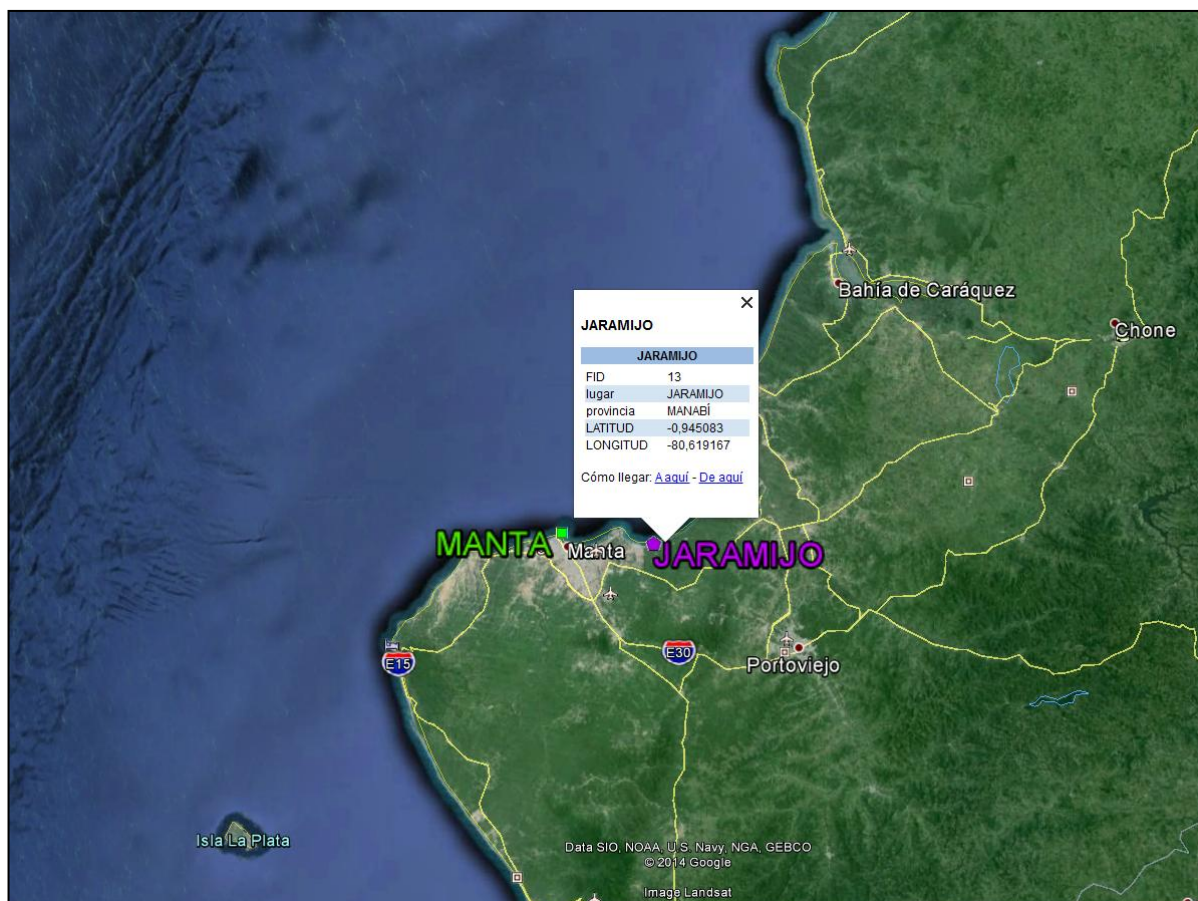 Bahía de Caráquez
Chone
JARAMIJO
JARAMIJO
FID 13
lugar JARAMIJO
provincia MANABÍ
LATITUD -0,945083
LONGITUD -80,619167
Cómo llegar: A aquí - De aquí
MANTA
Manta
JARAMIJO
E15
E30
Portoviejo
Isla La Plata
Data SIO, NOAA, U.S. Navy, NGA, GEBCO
© 2014 Google
Image Landsat